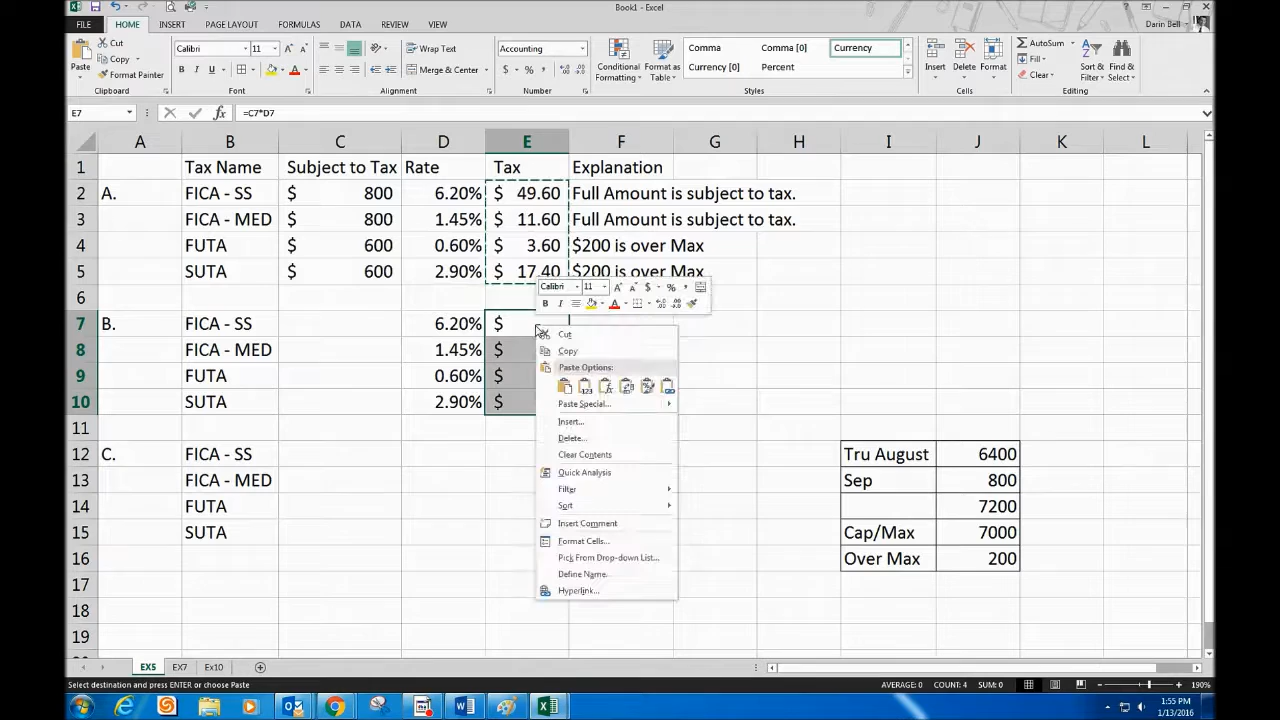 Book1 - Excel
FILE HOME INSERT PAGE LAYOUT FORMULAS DATA REVIEW VIEW Darin Bell
Cut
Copy
Format Painter
Paste
Calibri 11
B I U
Wrap Text
Merge & Center
Accounting
$ % ,
Conditional Formatting
Format as Table
Comma Comma [0] Currency
Currency [0] Percent
Insert Delete Format
AutoSum
Fill
Clear
Sort & Filter
Find & Select
Clipboard Font Alignment Number Styles Cells Editing
E7 fx =C7*D7
A B C D E F G H I J K L
1 Tax Name Subject to Tax Rate Tax Explanation
2 A. FICA - SS $ 800 6.20% $ 49.60 Full Amount is subject to tax.
3 FICA - MED $ 800 1.45% $ 11.60 Full Amount is subject to tax.
4 FUTA $ 600 0.60% $ 3.60 $200 is over Max
5 SUTA $ 600 2.90% $ 17.40 $200 is over Max
6
7 B. FICA - SS 6.20% $
8 FICA - MED 1.45% $
9 FUTA 0.60% $
10 SUTA 2.90% $
11
12 C. FICA - SS Tru August 6400
13 FICA - MED Sep 800
14 FUTA 7200
15 SUTA Cap/Max 7000
16 Over Max 200
17
18
19
Calibri 11 $ % ,
B I A
Cut
Copy
Paste Options:
123
Paste Special...
Insert...
Delete...
Clear Contents
Quick Analysis
Filter
Sort
Insert Comment
Format Cells...
Pick From Drop-down List...
Define Name...
Hyperlink...
EX5 EX7 Ex10
Select destination and press ENTER or choose Paste AVERAGE: 0 COUNT: 4 SUM: 0 190%
1:55 PM
1/13/2016